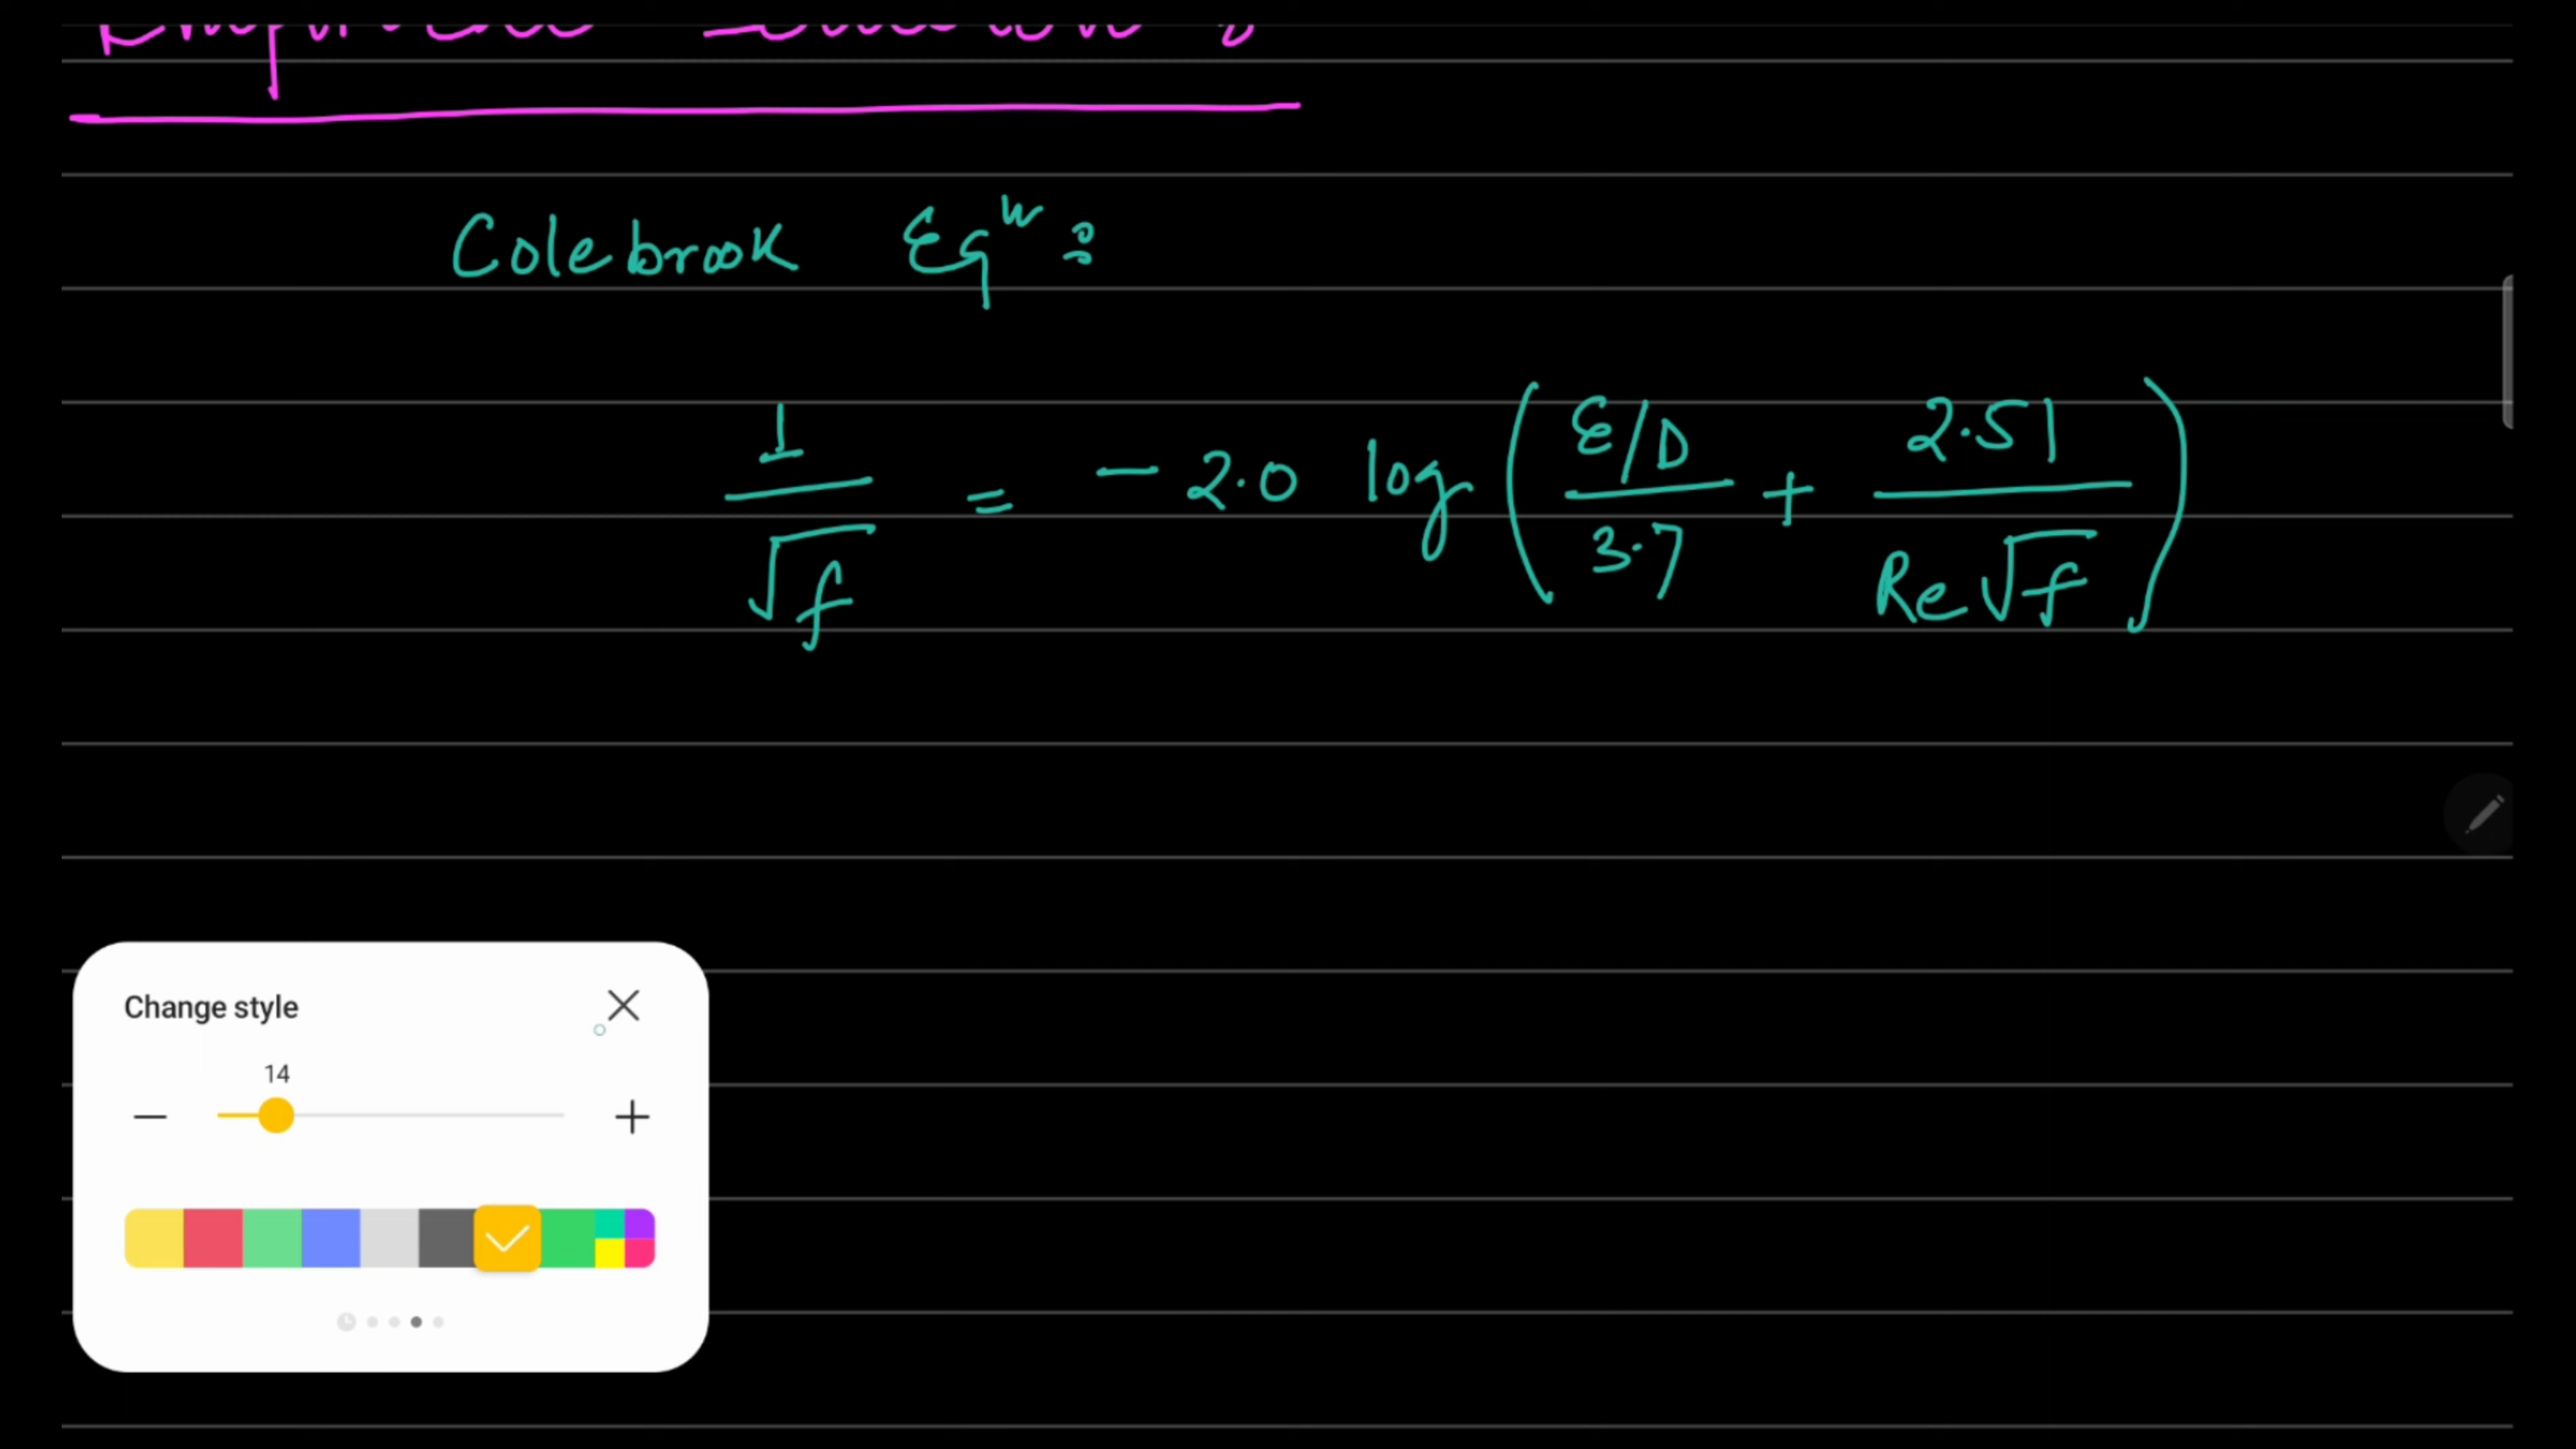 Colebrook Eqⁿ :
1/√f = - 2.0 log ( (ε/D)/3.7 + 2.51/(Re √f) )
Change style
14